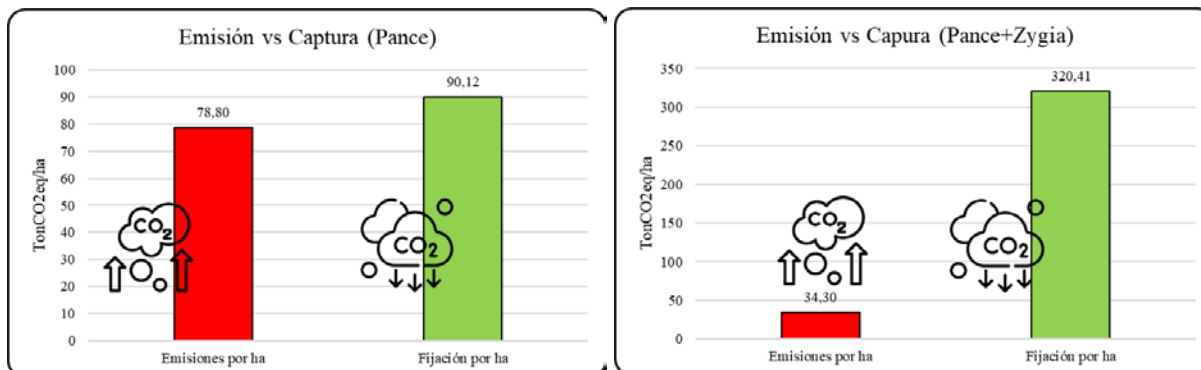 Emisión vs Captura (Pance)
TonCO2eq/ha
100
90
80
70
60
50
40
30
20
10
0
78,80
90,12
CO2
CO2
Emisiones por ha
Fijación por ha
Emisión vs Capura (Pance+Zygia)
TonCO2eq/ha
350
300
250
200
150
100
50
0
34,30
320,41
CO2
CO2
Emisiones por ha
Fijación por ha